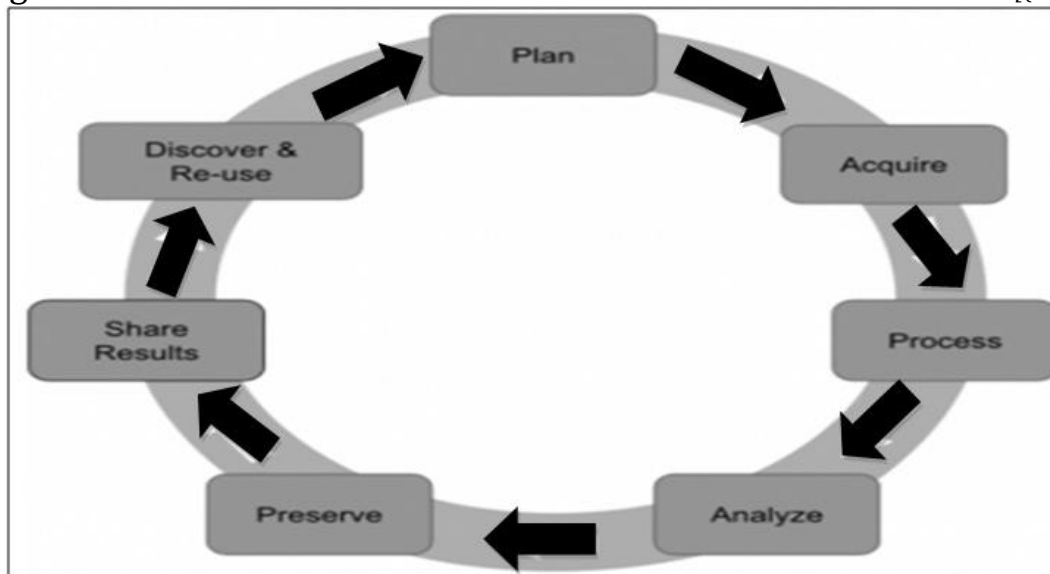 Plan
Acquire
Process
Analyze
Preserve
Share
Results
Discover &
Re-use